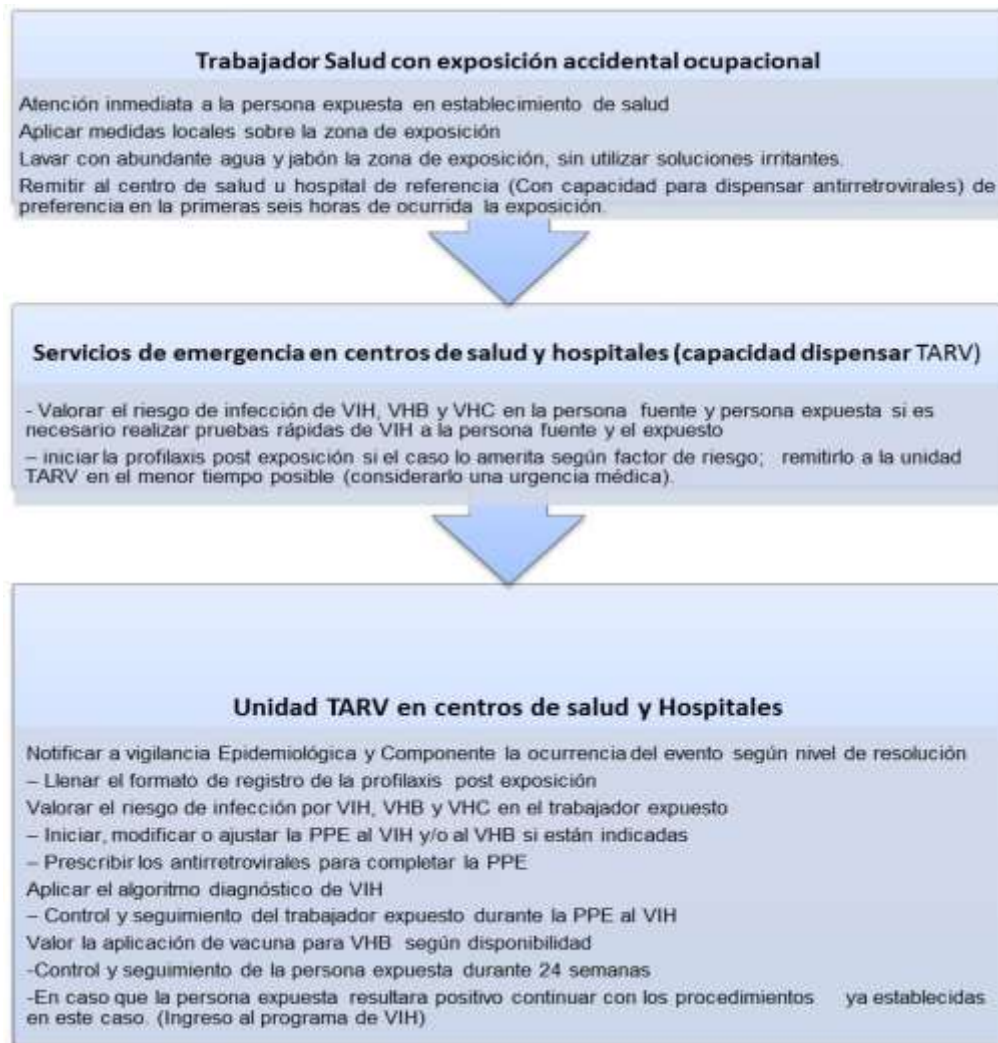 Trabajador Salud con exposición accidental ocupacional
Atención inmediata a la persona expuesta en establecimiento de salud
Aplicar medidas locales sobre la zona de exposición
Lavar con abundante agua y jabón la zona de exposición, sin utilizar soluciones irritantes.
Remitir al centro de salud u hospital de referencia (Con capacidad para dispensar antirretrovirales) de
preferencia en la primeras seis horas de ocurrida la exposición.
Servicios de emergencia en centros de salud y hospitales (capacidad dispensar TARV)
- Valorar el riesgo de infección de VIH, VHB y VHC en la persona fuente y persona expuesta si es
necesario realizar pruebas rápidas de VIH a la persona fuente y el expuesto
– iniciar la profilaxis post exposición si el caso lo amerita según factor de riesgo; remitirlo a la unidad
TARV en el menor tiempo posible (considerarlo una urgencia médica).
Unidad TARV en centros de salud y Hospitales
Notificar a vigilancia Epidemiológica y Componente la ocurrencia del evento según nivel de resolución
– Llenar el formato de registro de la profilaxis post exposición
Valorar el riesgo de infección por VIH, VHB y VHC en el trabajador expuesto
– Iniciar, modificar o ajustar la PPE al VIH y/o al VHB si están indicadas
– Prescribir los antirretrovirales para completar la PPE
Aplicar el algoritmo diagnóstico de VIH
– Control y seguimiento del trabajador expuesto durante la PPE al VIH
Valor la aplicación de vacuna para VHB según disponibilidad
-Control y seguimiento de la persona expuesta durante 24 semanas
-En caso que la persona expuesta resultara positivo continuar con los procedimientos ya establecidas
en este caso. (Ingreso al programa de VIH)